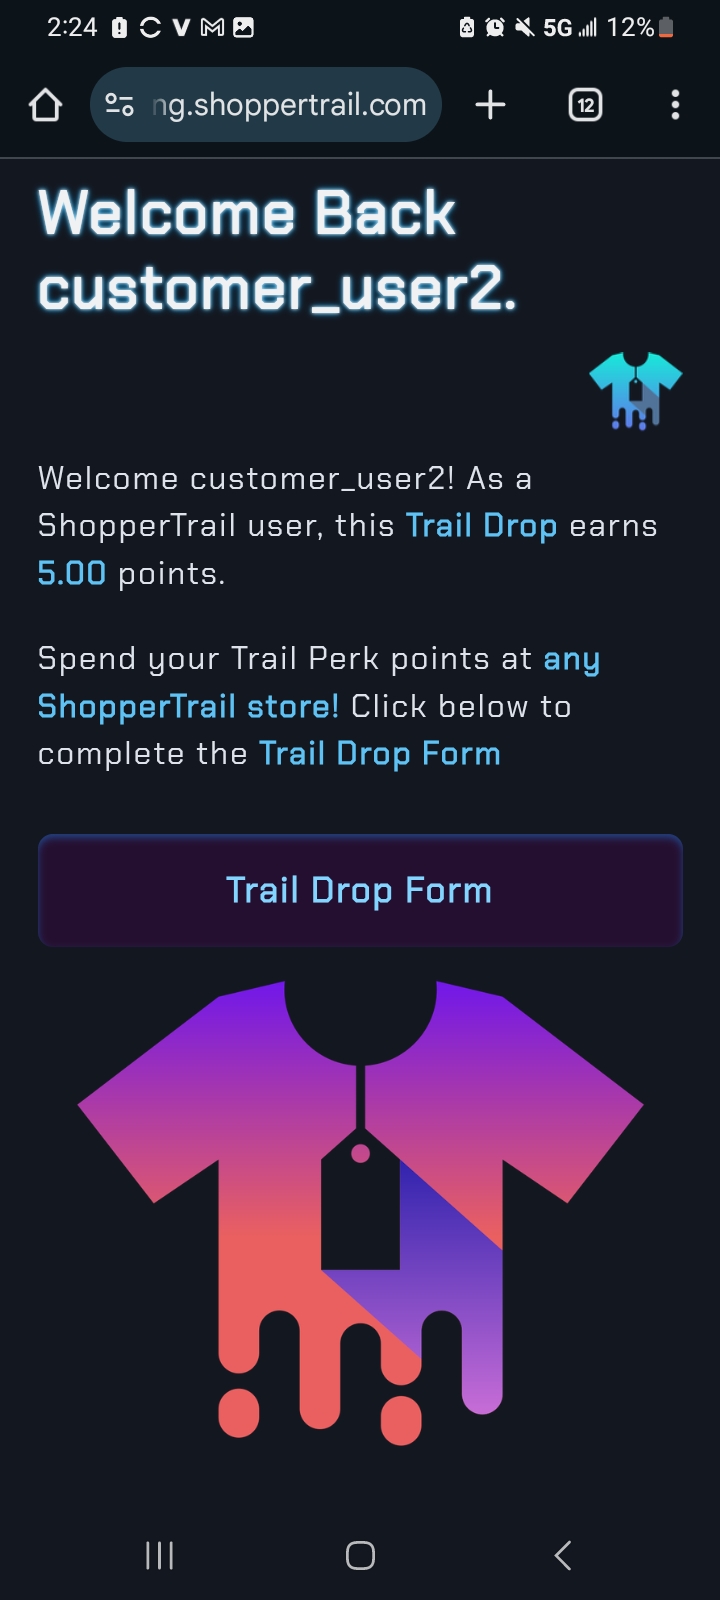 2:24 5G 12%
ng.shoppertrail.com 12
Welcome Back
customer_user2.
Welcome customer_user2! As a
ShopperTrail user, this Trail Drop earns
5.00 points.
Spend your Trail Perk points at any
ShopperTrail store! Click below to
complete the Trail Drop Form
Trail Drop Form